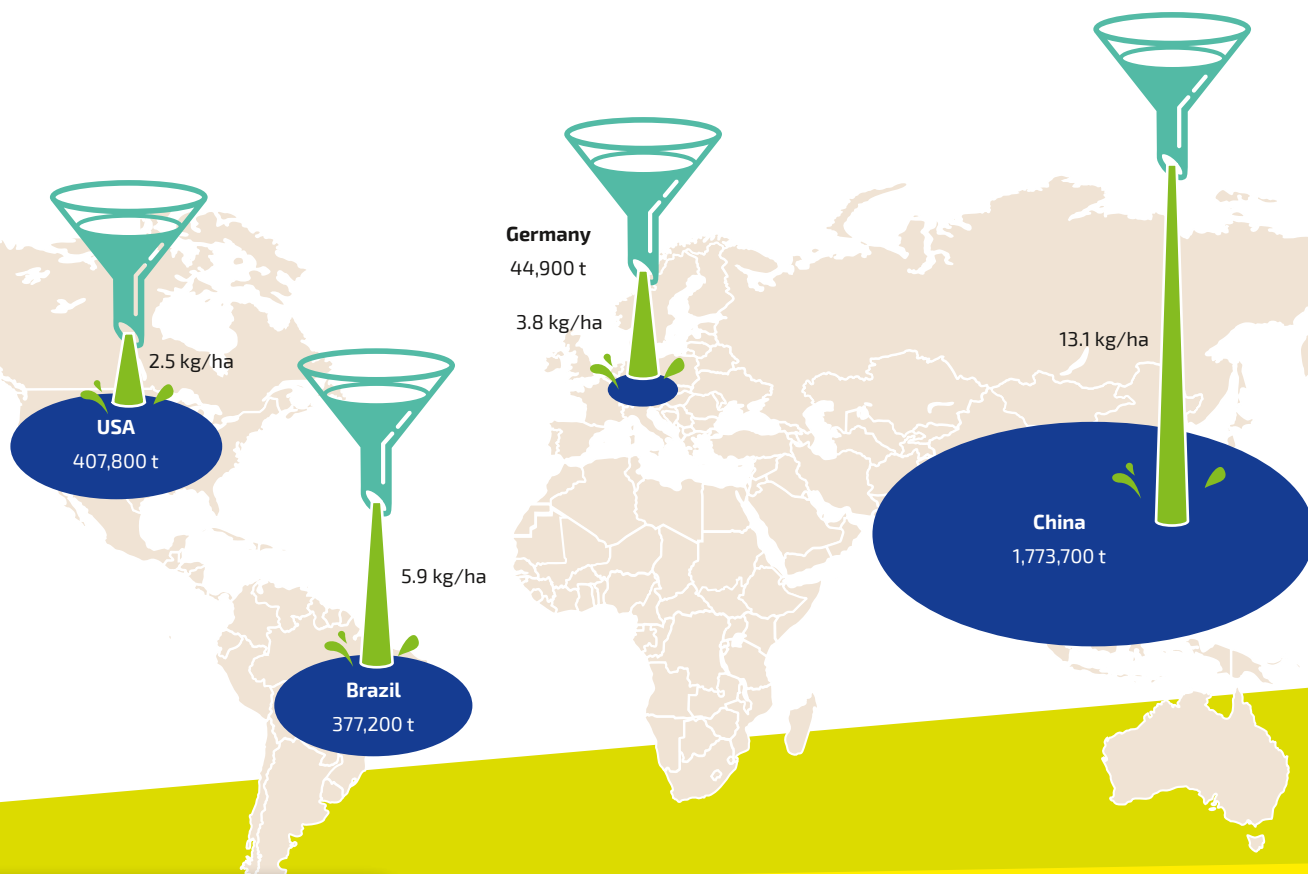 Germany
44,900 t
3.8 kg/ha
13.1 kg/ha
2.5 kg/ha
USA
407,800 t
China
1,773,700 t
5.9 kg/ha
Brazil
377,200 t